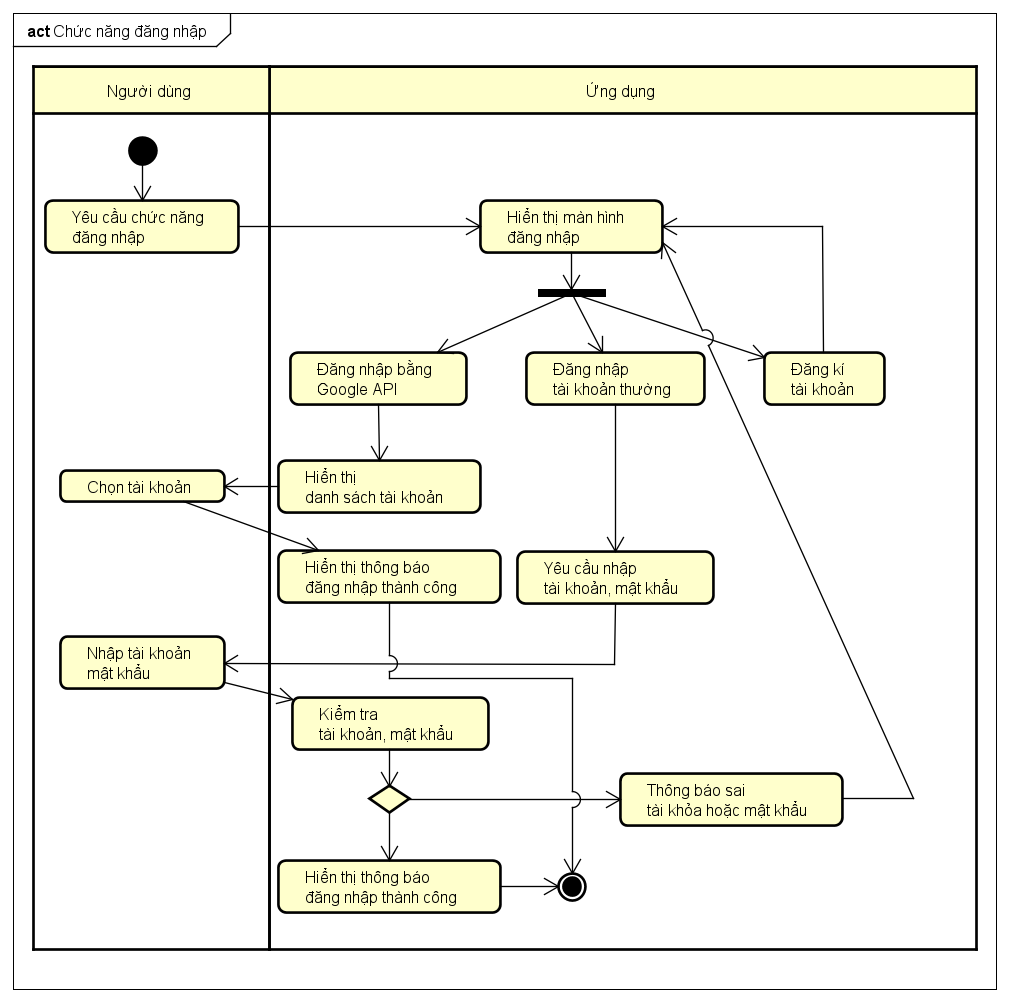 act Chức năng đăng nhập
Người dùng
Ứng dụng
Yêu cầu chức năng
đăng nhập
Hiển thị màn hình
đăng nhập
Đăng nhập bằng
Google API
Đăng nhập
tài khoản thường
Đăng kí
tài khoản
Chọn tài khoản
Hiển thị
danh sách tài khoản
Hiển thị thông báo
đăng nhập thành công
Yêu cầu nhập
tài khoản, mật khẩu
Nhập tài khoản
mật khẩu
Kiểm tra
tài khoản, mật khẩu
Thông báo sai
tài khỏa hoặc mật khẩu
Hiển thị thông báo
đăng nhập thành công